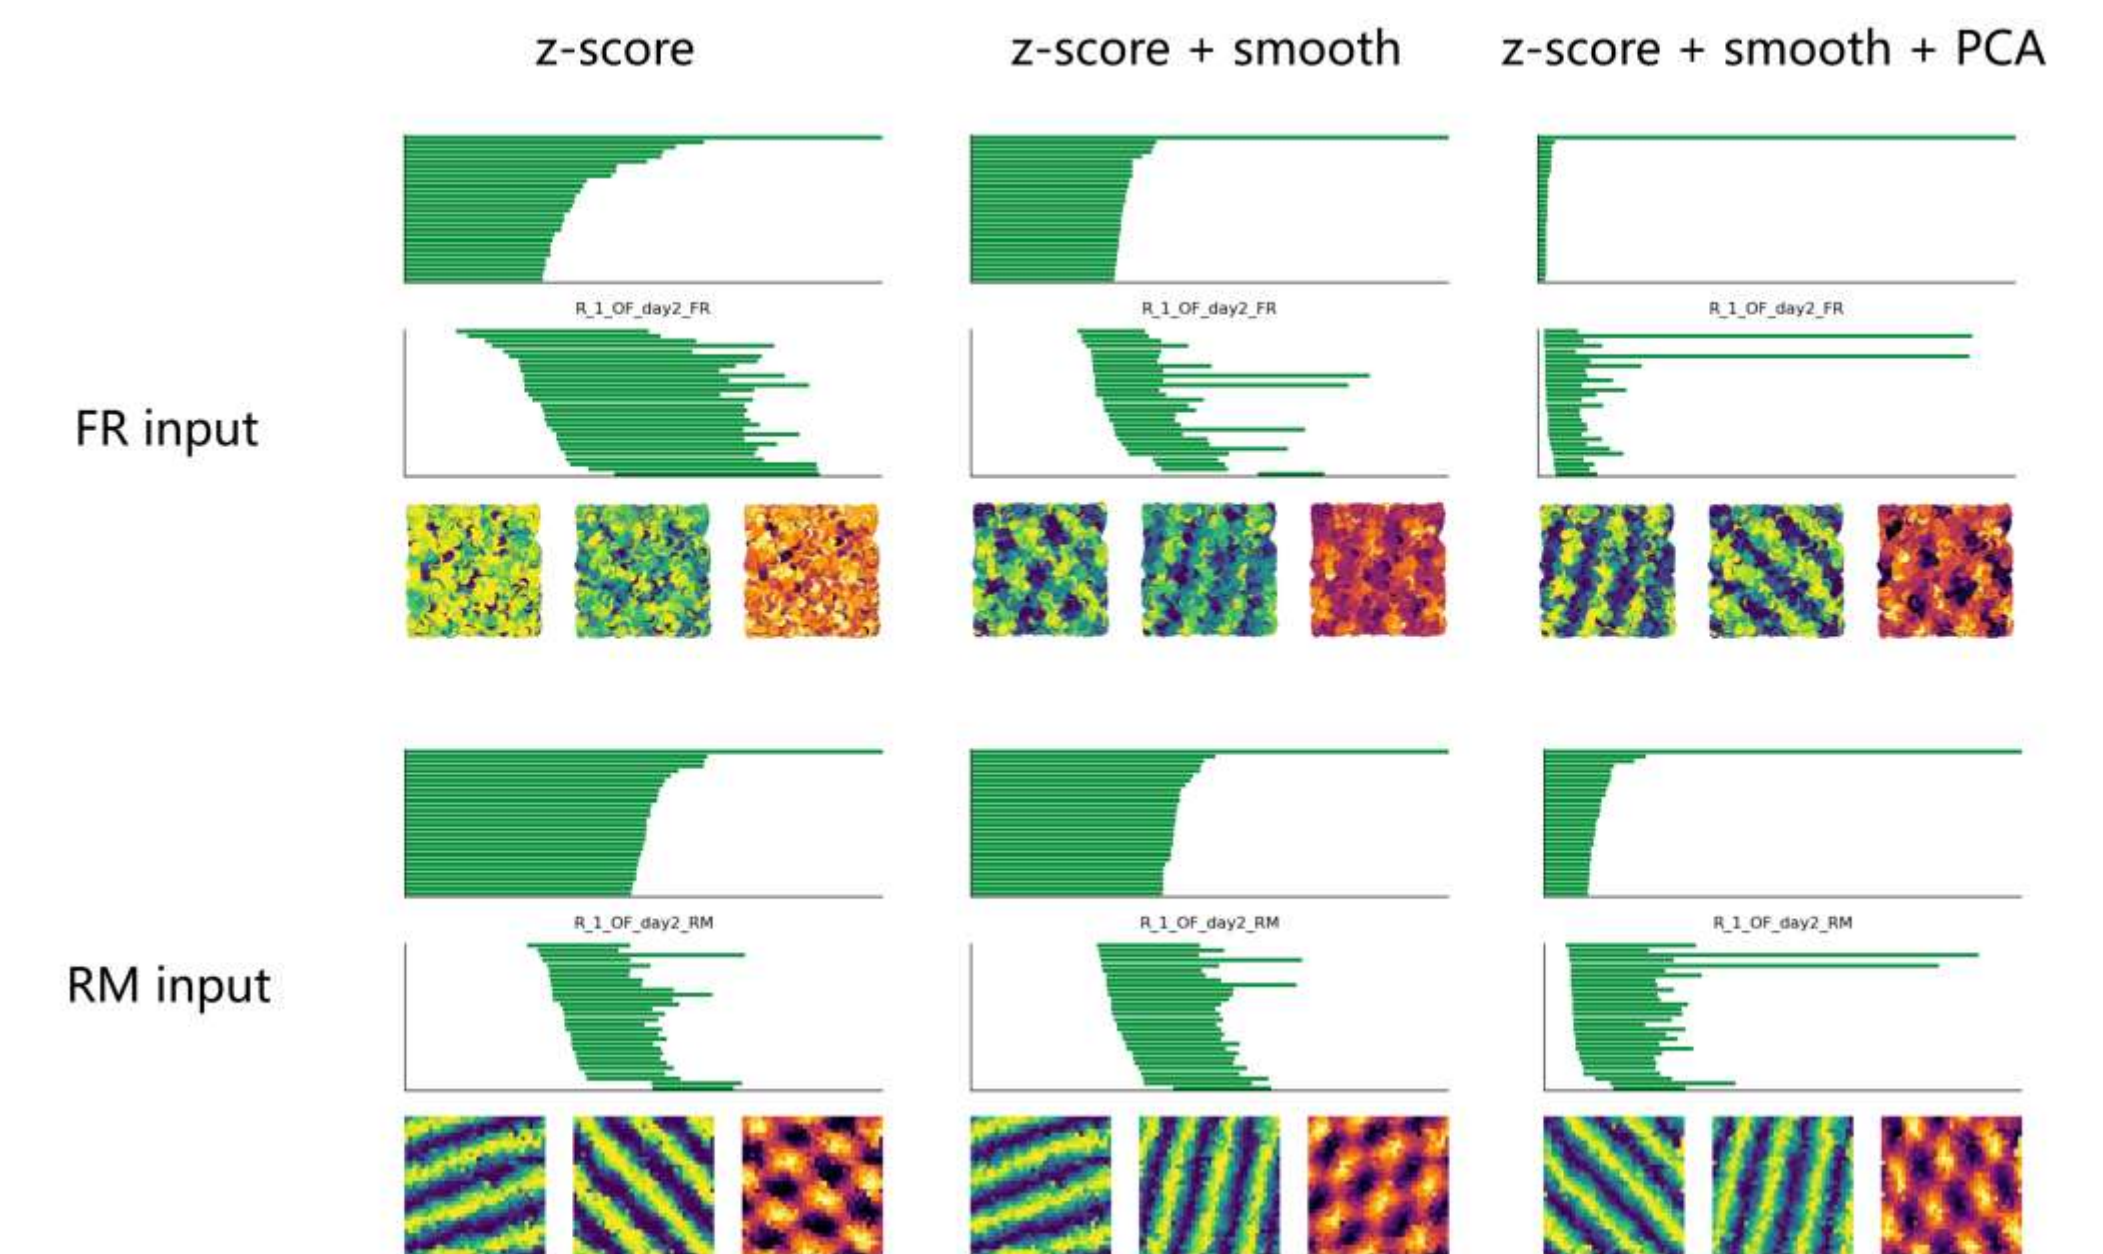 z-score
z-score + smooth
z-score + smooth + PCA
R_1_OF_day2_FR
R_1_OF_day2_FR
R_1_OF_day2_FR
FR input
R_1_OF_day2_RM
R_1_OF_day2_RM
R_1_OF_day2_RM
RM input